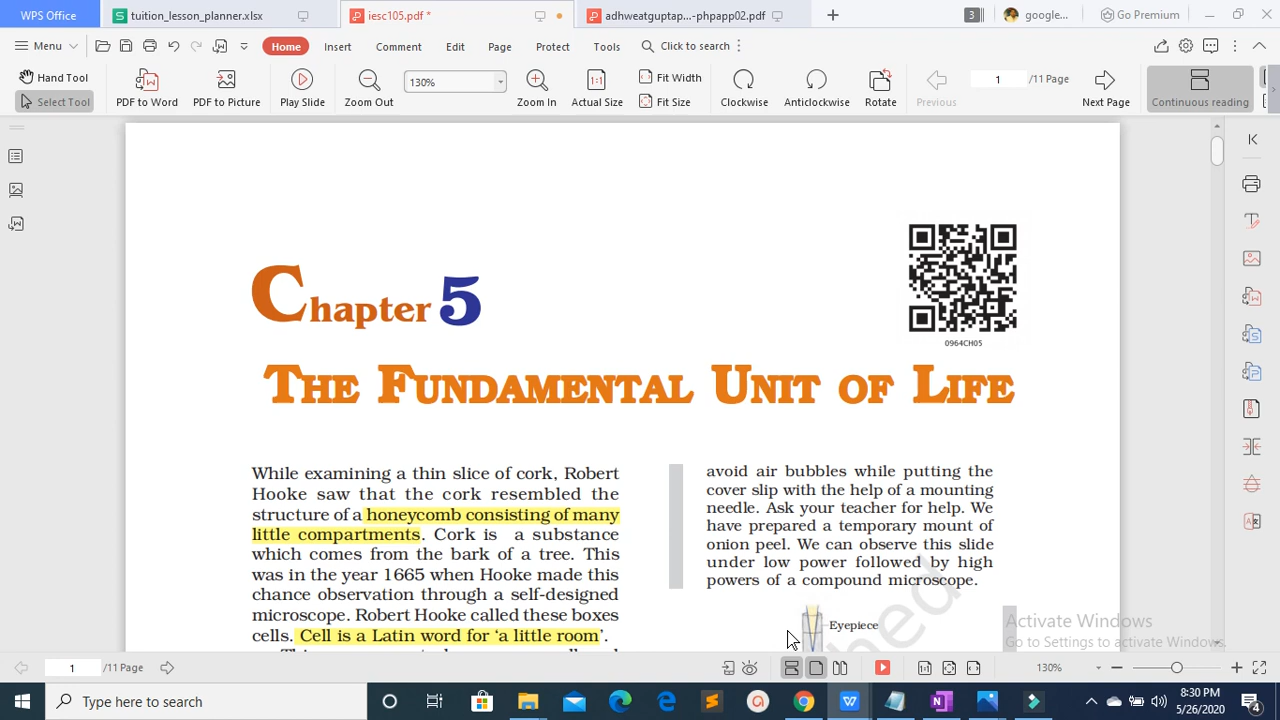 WPS Office
tuition_lesson_planner.xlsx
iesc105.pdf *
adhweatguptap...-phpapp02.pdf
3
google...
Go Premium
Menu
Home
Insert
Comment
Edit
Page
Protect
Tools
Click to search
Hand Tool
Select Tool
PDF to Word
PDF to Picture
Play Slide
Zoom Out
130%
Zoom In
1:1
Actual Size
Fit Width
Fit Size
Clockwise
Anticlockwise
Rotate
Previous
1
/11 Page
Next Page
Continuous reading
Chapter 5
0964CH05
THE FUNDAMENTAL UNIT OF LIFE
While examining a thin slice of cork, Robert
Hooke saw that the cork resembled the
structure of a honeycomb consisting of many
little compartments. Cork is a substance
which comes from the bark of a tree. This
was in the year 1665 when Hooke made this
chance observation through a self-designed
microscope. Robert Hooke called these boxes
cells. Cell is a Latin word for ‘a little room’.
avoid air bubbles while putting the
cover slip with the help of a mounting
needle. Ask your teacher for help. We
have prepared a temporary mount of
onion peel. We can observe this slide
under low power followed by high
powers of a compound microscope.
Eyepiece
Activate Windows
Go to Settings to activate Windows.
1
/11 Page
130%
Type here to search
8:30 PM
5/26/2020
4